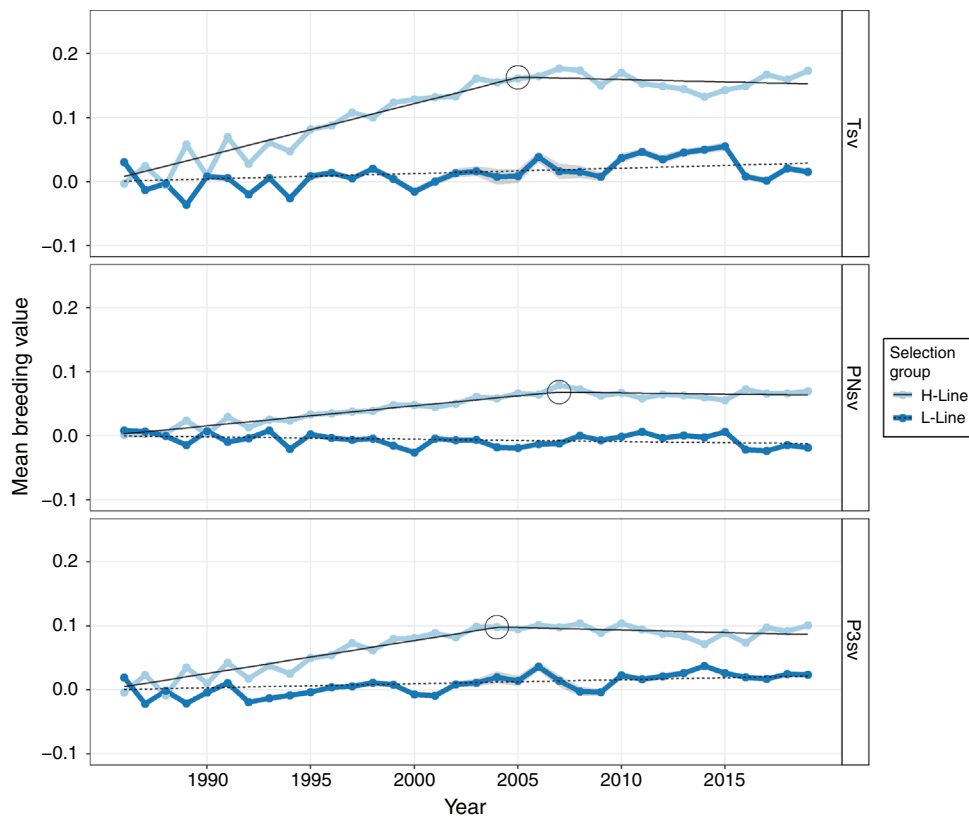 Mean breeding value
0.2
0.1
0.0
−0.1
Tsv
0.2
0.1
0.0
−0.1
PNsv
0.2
0.1
0.0
−0.1
P3sv
1990 1995 2000 2005 2010 2015
Year
Selection
group
H-Line
L-Line